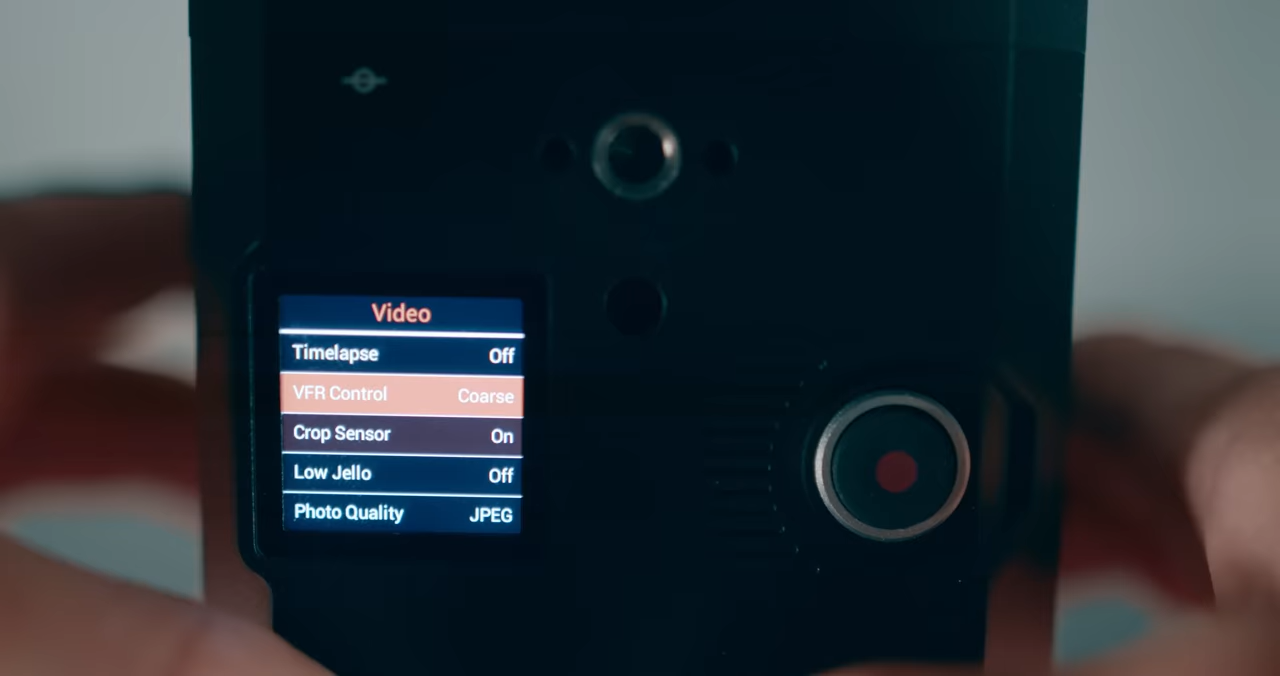 Video
Timelapse Off
VFR Control Coarse
Crop Sensor On
Low Jello Off
Photo Quality JPEG